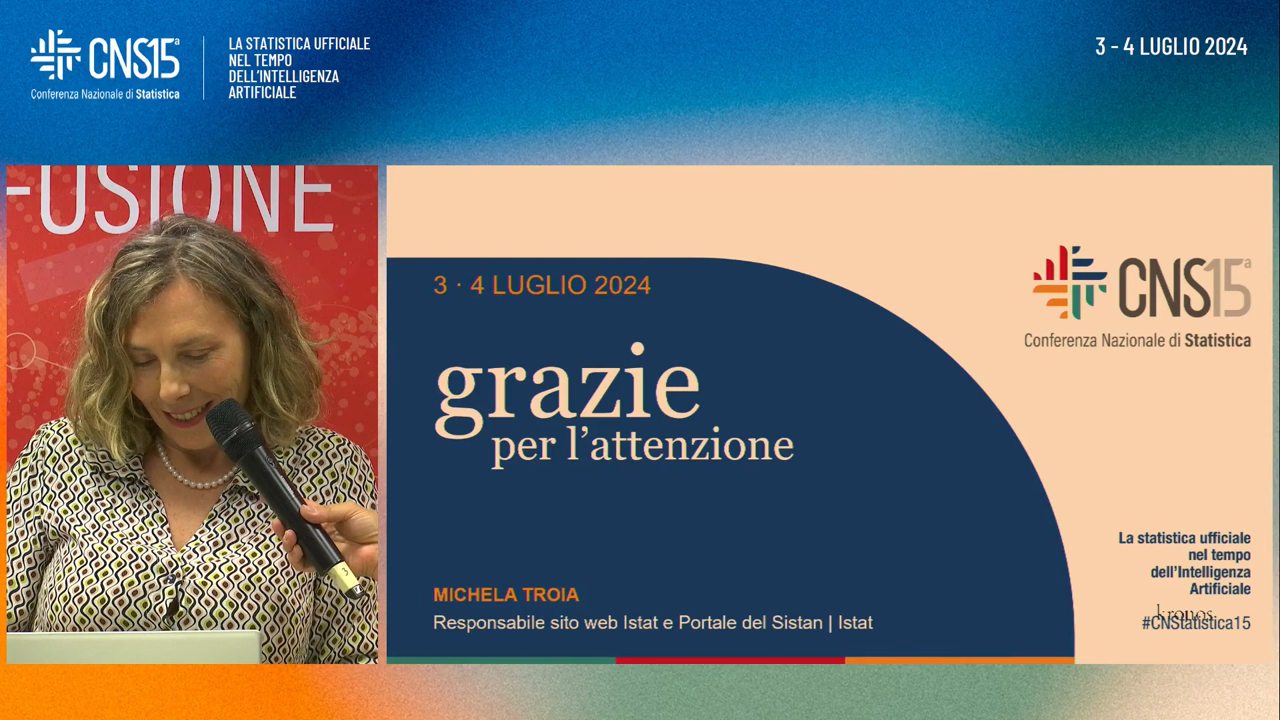 CNS15ª
Conferenza Nazionale di Statistica
LA STATISTICA UFFICIALE
NEL TEMPO
DELL'INTELLIGENZA
ARTIFICIALE
3 - 4 LUGLIO 2024
FUSIONE
3 · 4 LUGLIO 2024
grazie
per l'attenzione
MICHELA TROIA
Responsabile sito web Istat e Portale del Sistan | Istat
CNS15ª
Conferenza Nazionale di Statistica
La statistica ufficiale
nel tempo
dell'Intelligenza
Artificiale
kronos
#CNStatistica15